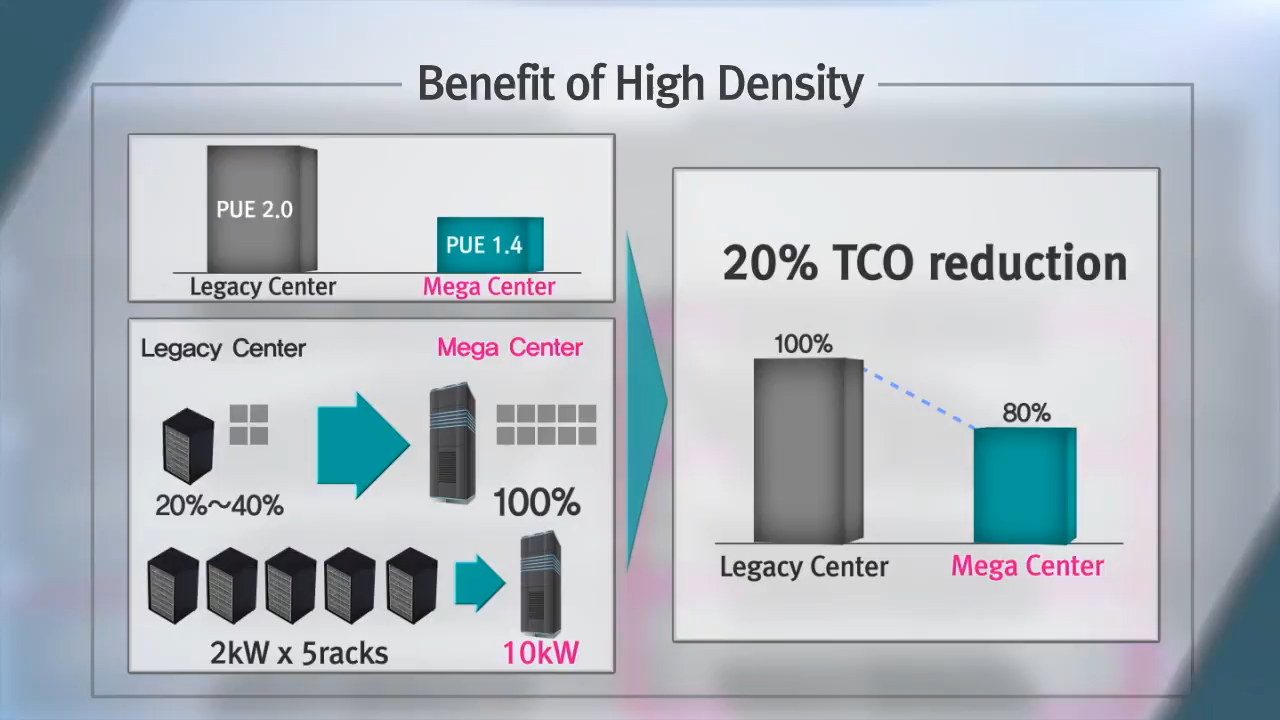 Benefit of High Density
PUE 2.0
PUE 1.4
Legacy Center
Mega Center
Legacy Center
Mega Center
20%~40%
100%
2kW x 5racks
10kW
20% TCO reduction
100%
80%
Legacy Center
Mega Center